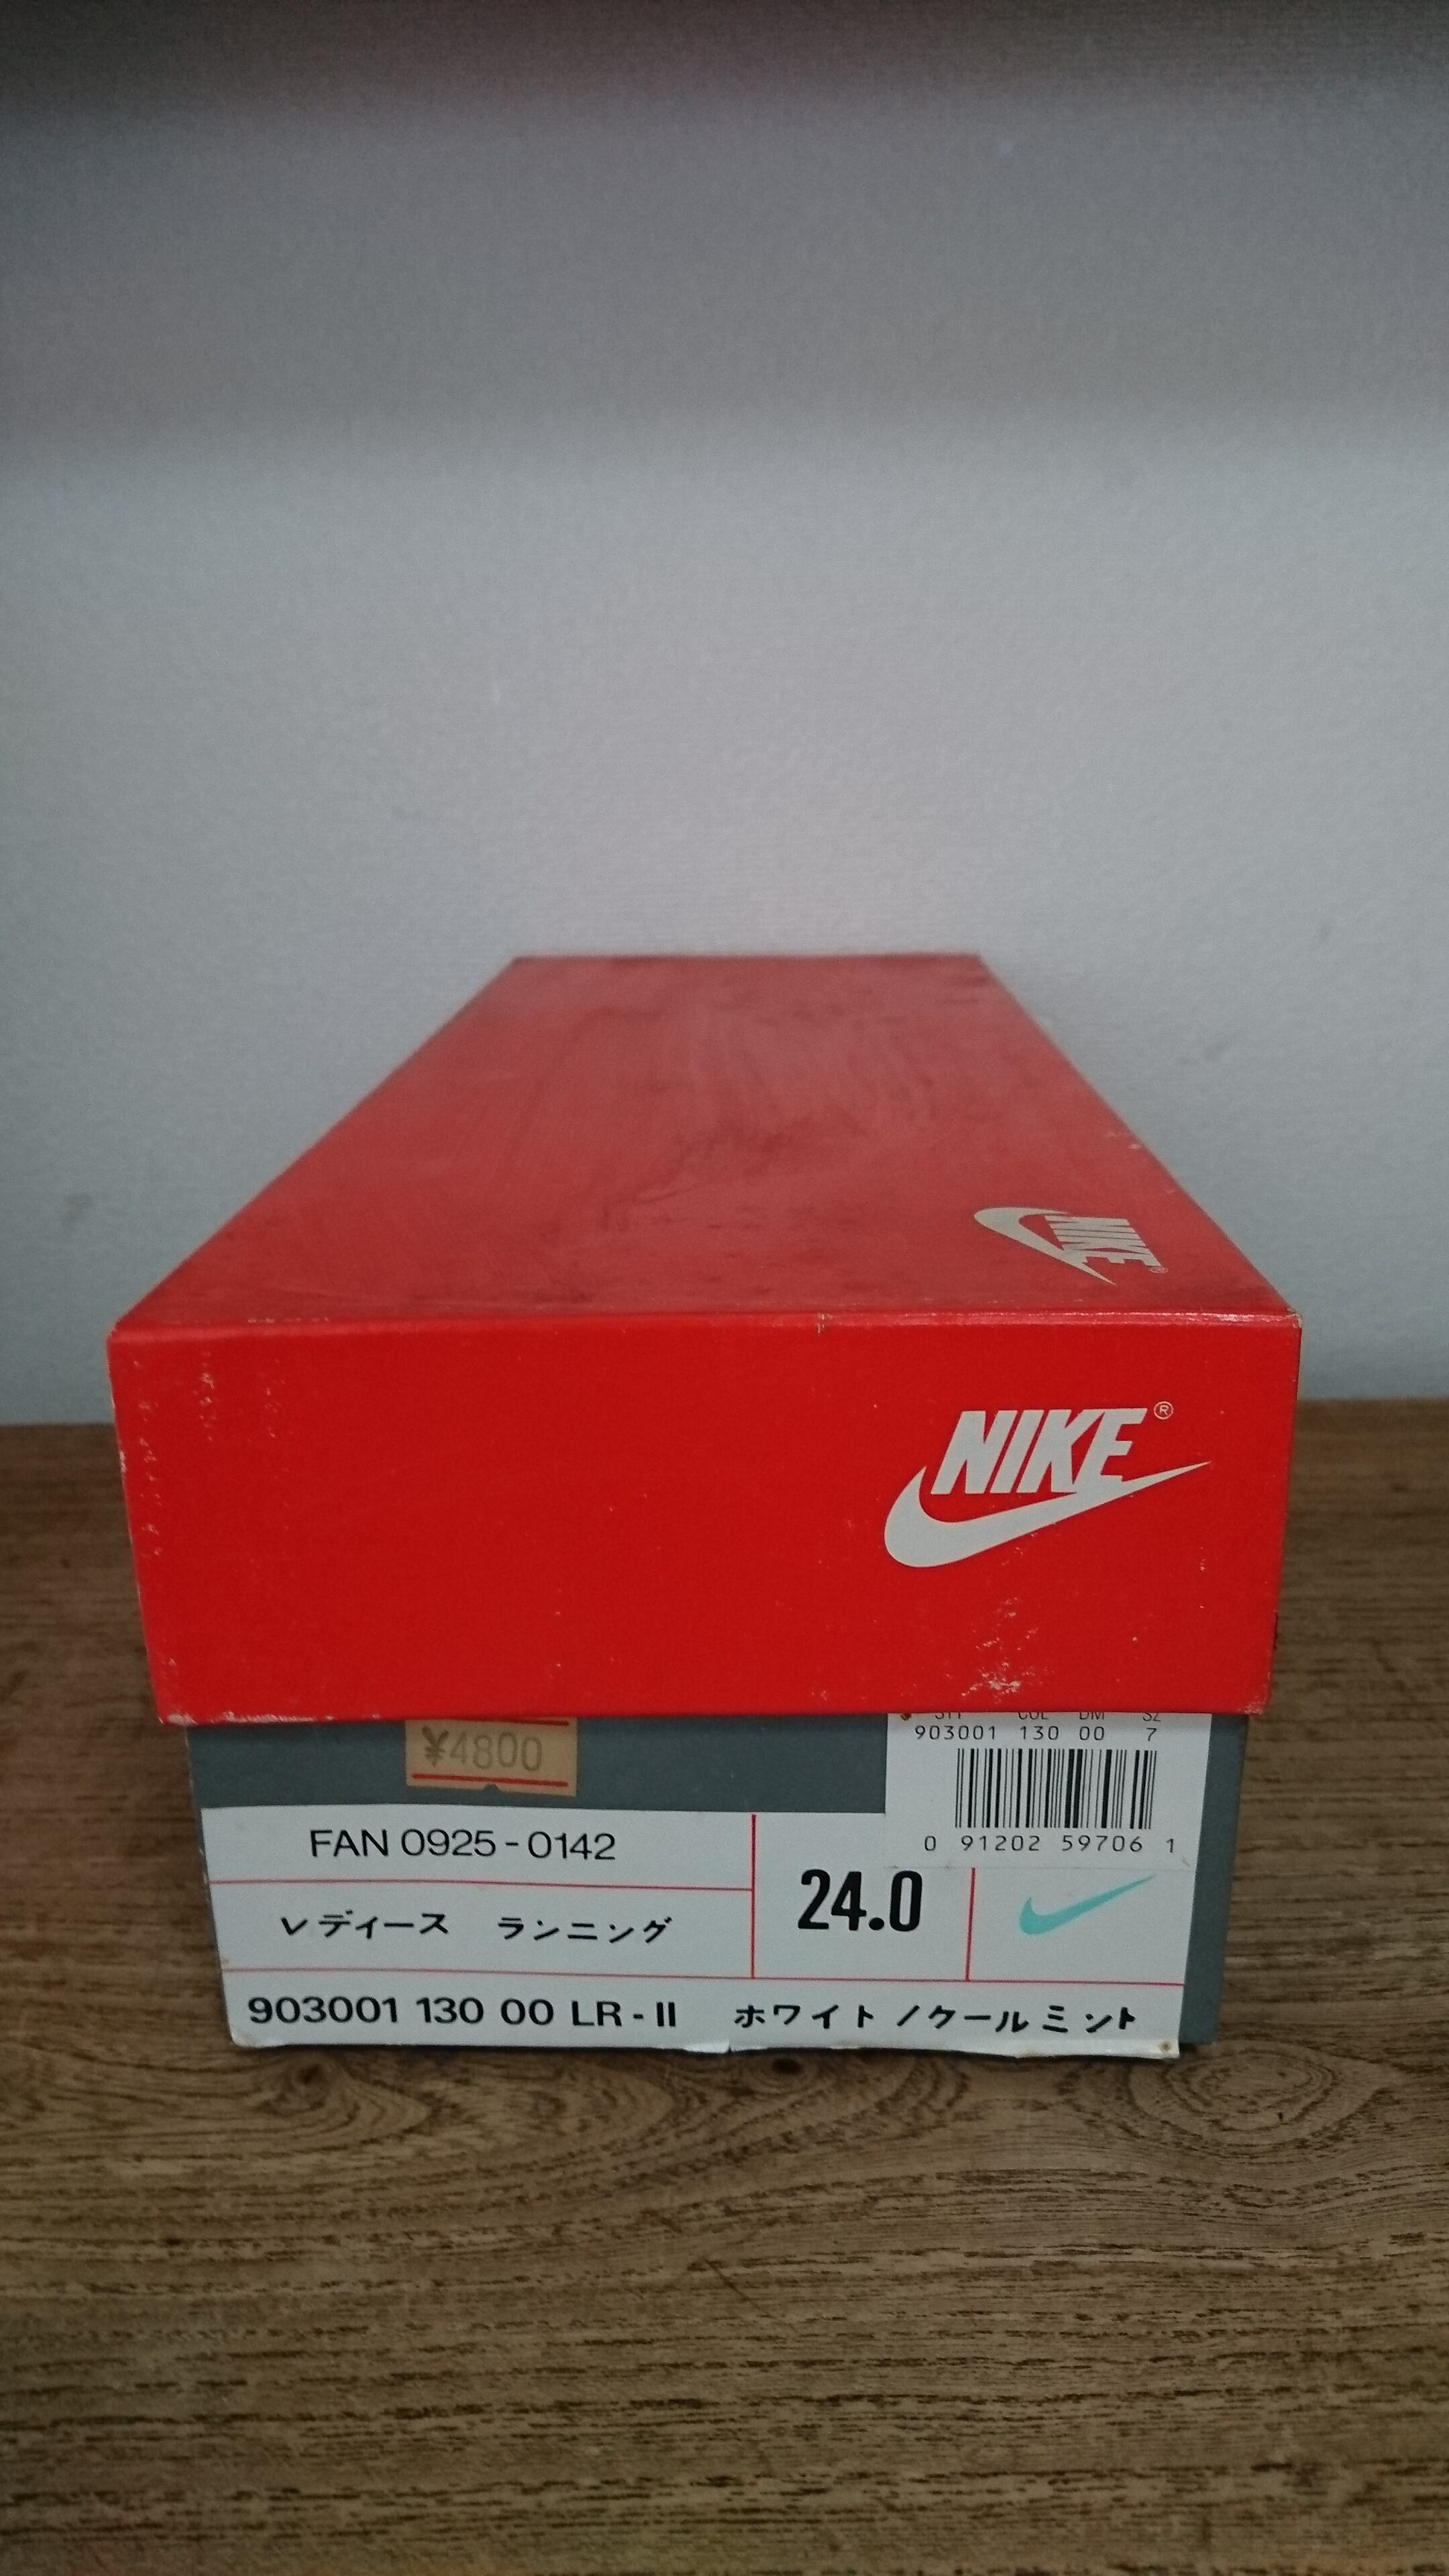 NIKE®
NIKE®
¥4800
STY COL DM SZ
903001 130 00 7
0 91202 59706 1
FAN 0925-0142
24.0
レディース ランニング
903001 130 00 LR-II ホワイト/クールミント